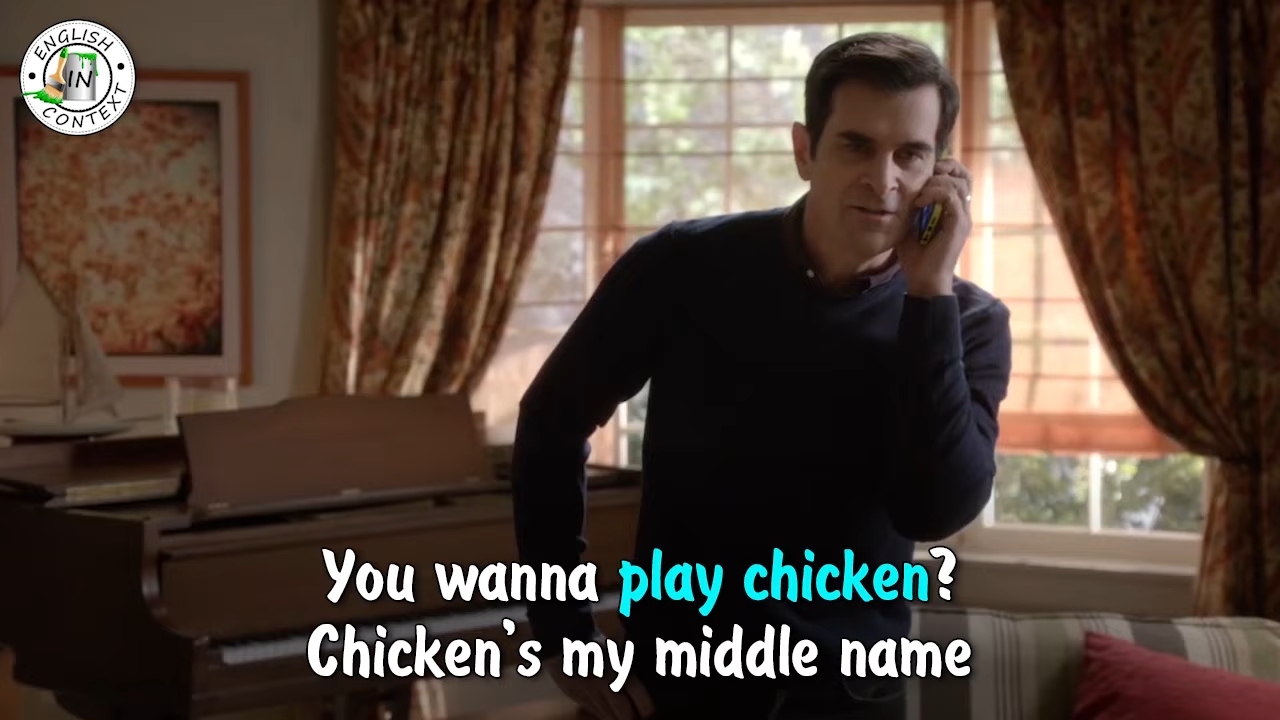 ENGLISH
IN
CONTEXT
You wanna play chicken?
Chicken's my middle name